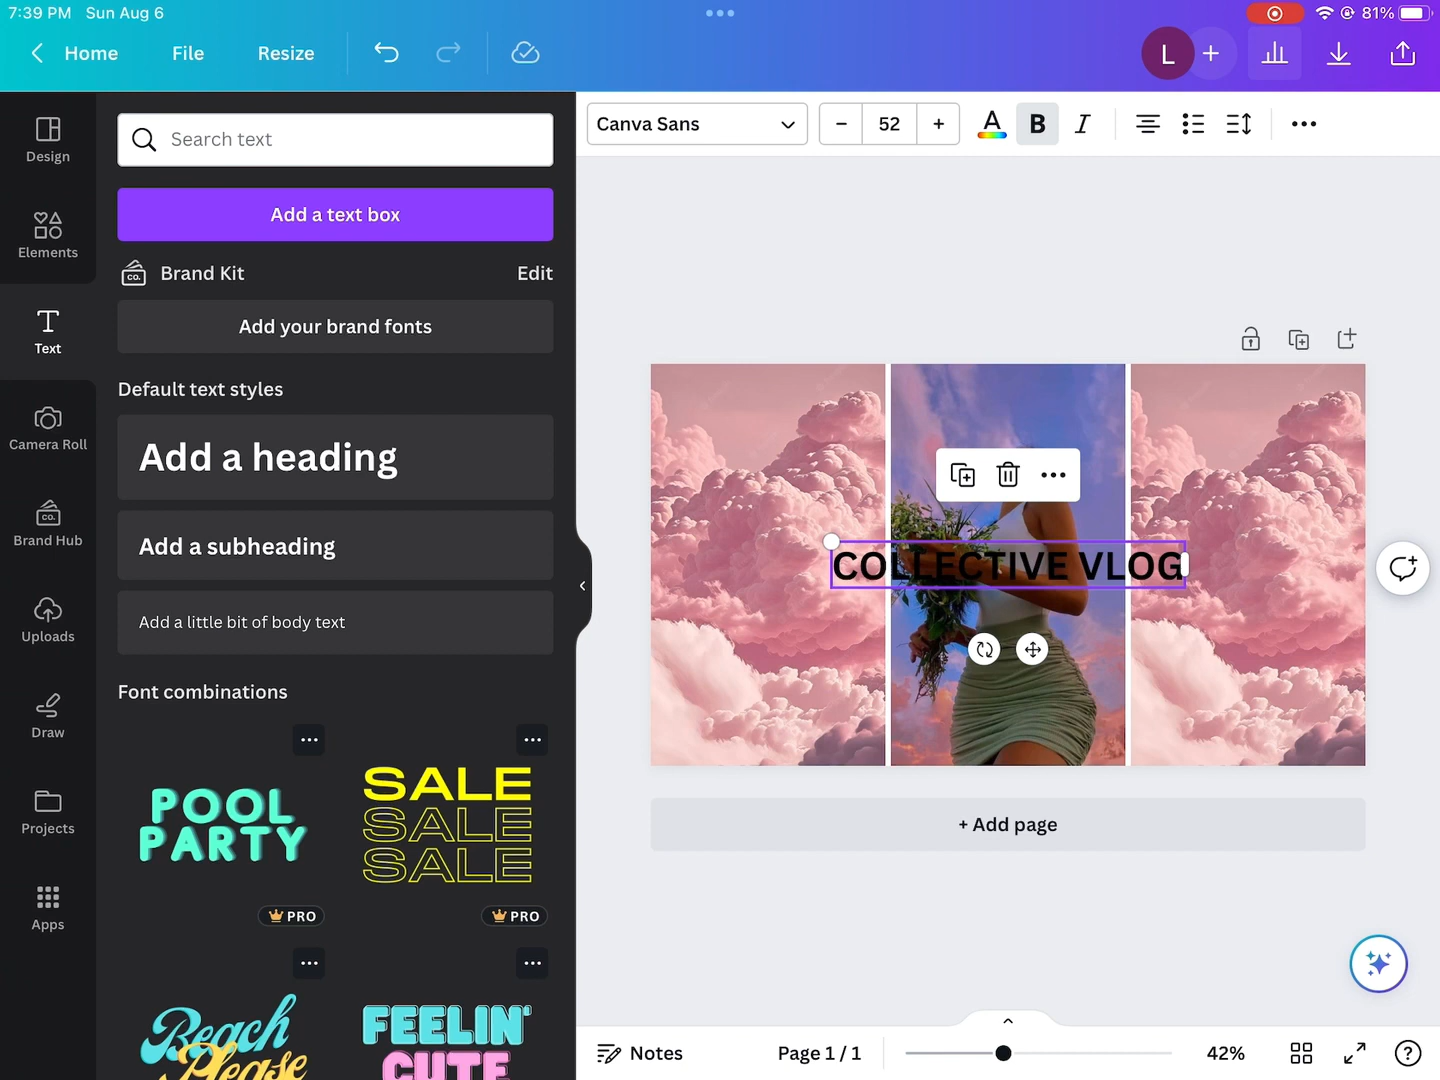 7:39 PM Sun Aug 6
81%
Home File Resize
L
Design
Elements
Text
Camera Roll
co.
Brand Hub
Uploads
Draw
Projects
Apps
Search text
Add a text box
co. Brand Kit Edit
Add your brand fonts
Default text styles
Add a heading
Add a subheading
Add a little bit of body text
Font combinations
POOL
PARTY
PRO
SALE
SALE
SALE
PRO
Beach
Please
FEELIN'
CUTE
Canva Sans
52
A B I
COLLECTIVE VLOG
+ Add page
Notes Page 1 / 1 42% ?